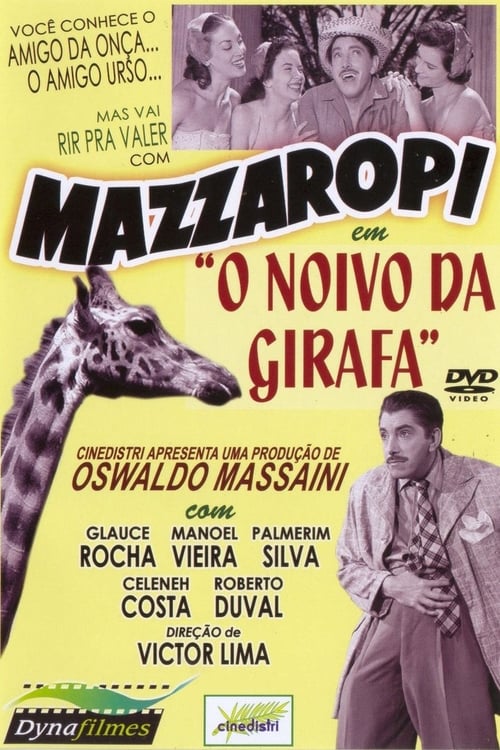 VOCÊ CONHECE O
AMIGO DA ONÇA...
O AMIGO URSO...
MAS VAI
RIR PRA VALER
COM
MAZZAROPI
em
"O NOIVO DA
GIRAFA"
DVD
VIDEO
CINEDISTRI APRESENTA UMA PRODUÇÃO DE
OSWALDO MASSAINI
com
GLAUCE MANOEL PALMERIM
ROCHA VIEIRA SILVA
CELENEH ROBERTO
COSTA DUVAL
DIREÇÃO de
VICTOR LIMA
Dynafilmes
cinedistri